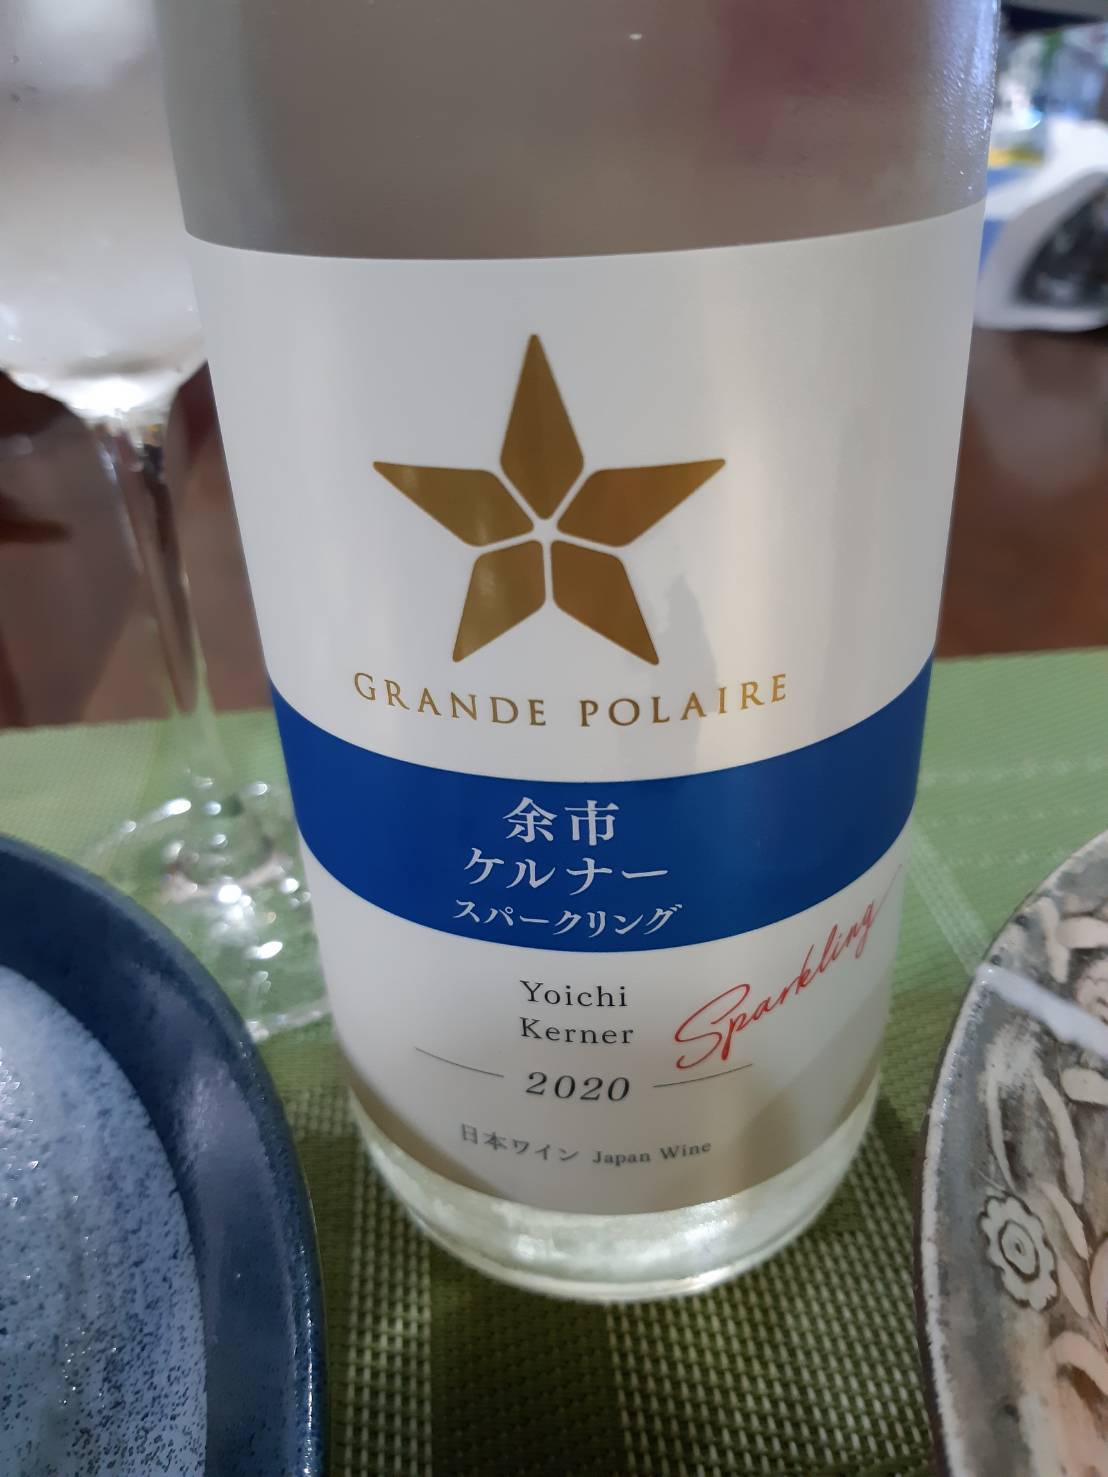 GRANDE POLAIRE
余市
ケルナー
スパークリング
Yoichi
Kerner
Sparkling
2020
日本ワイン Japan Wine